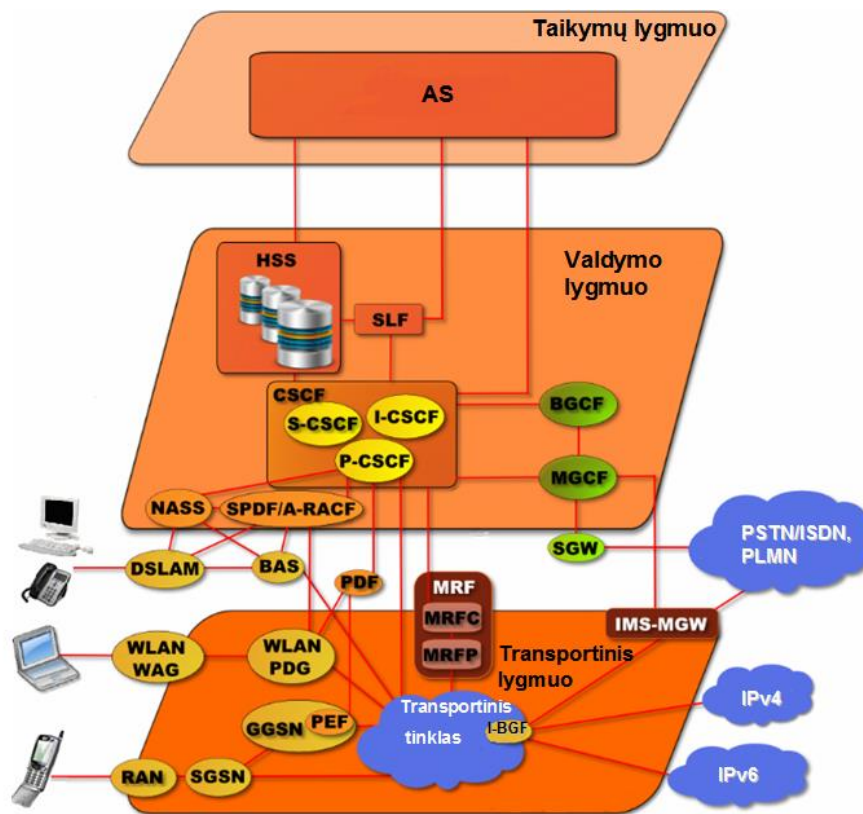 Taikymų lygmuo
AS
HSS
Valdymo
lygmuo
SLF
CSCF
I-CSCF
S-CSCF
P-CSCF
BGCF
MGCF
NASS
SPDF/A-RACF
SGW
PSTN/ISDN,
PLMN
DSLAM
BAS
PDF
MRF
MRFC
MRFP
IMS-MGW
WLAN
WAG
WLAN
PDG
Transportinis
lygmuo
GGSN
PEF
Transportinis
tinklas
I-BGF
IPv4
RAN
SGSN
IPv6